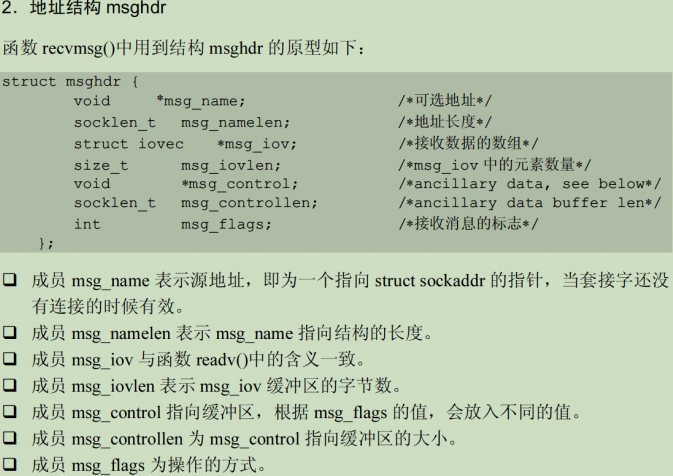 2．地址结构 msghdr
函数 recvmsg()中用到结构 msghdr 的原型如下：
struct msghdr {
void *msg_name; /*可选地址*/
socklen_t msg_namelen; /*地址长度*/
struct iovec *msg_iov; /*接收数据的数组*/
size_t msg_iovlen; /*msg_iov 中的元素数量*/
void *msg_control; /*ancillary data, see below*/
socklen_t msg_controllen; /*ancillary data buffer len*/
int msg_flags; /*接收消息的标志*/
};
❑ 成员 msg_name 表示源地址，即为一个指向 struct sockaddr 的指针，当套接字还没
有连接的时候有效。
❑ 成员 msg_namelen 表示 msg_name 指向结构的长度。
❑ 成员 msg_iov 与函数 readv()中的含义一致。
❑ 成员 msg_iovlen 表示 msg_iov 缓冲区的字节数。
❑ 成员 msg_control 指向缓冲区，根据 msg_flags 的值，会放入不同的值。
❑ 成员 msg_controllen 为 msg_control 指向缓冲区的大小。
❑ 成员 msg_flags 为操作的方式。